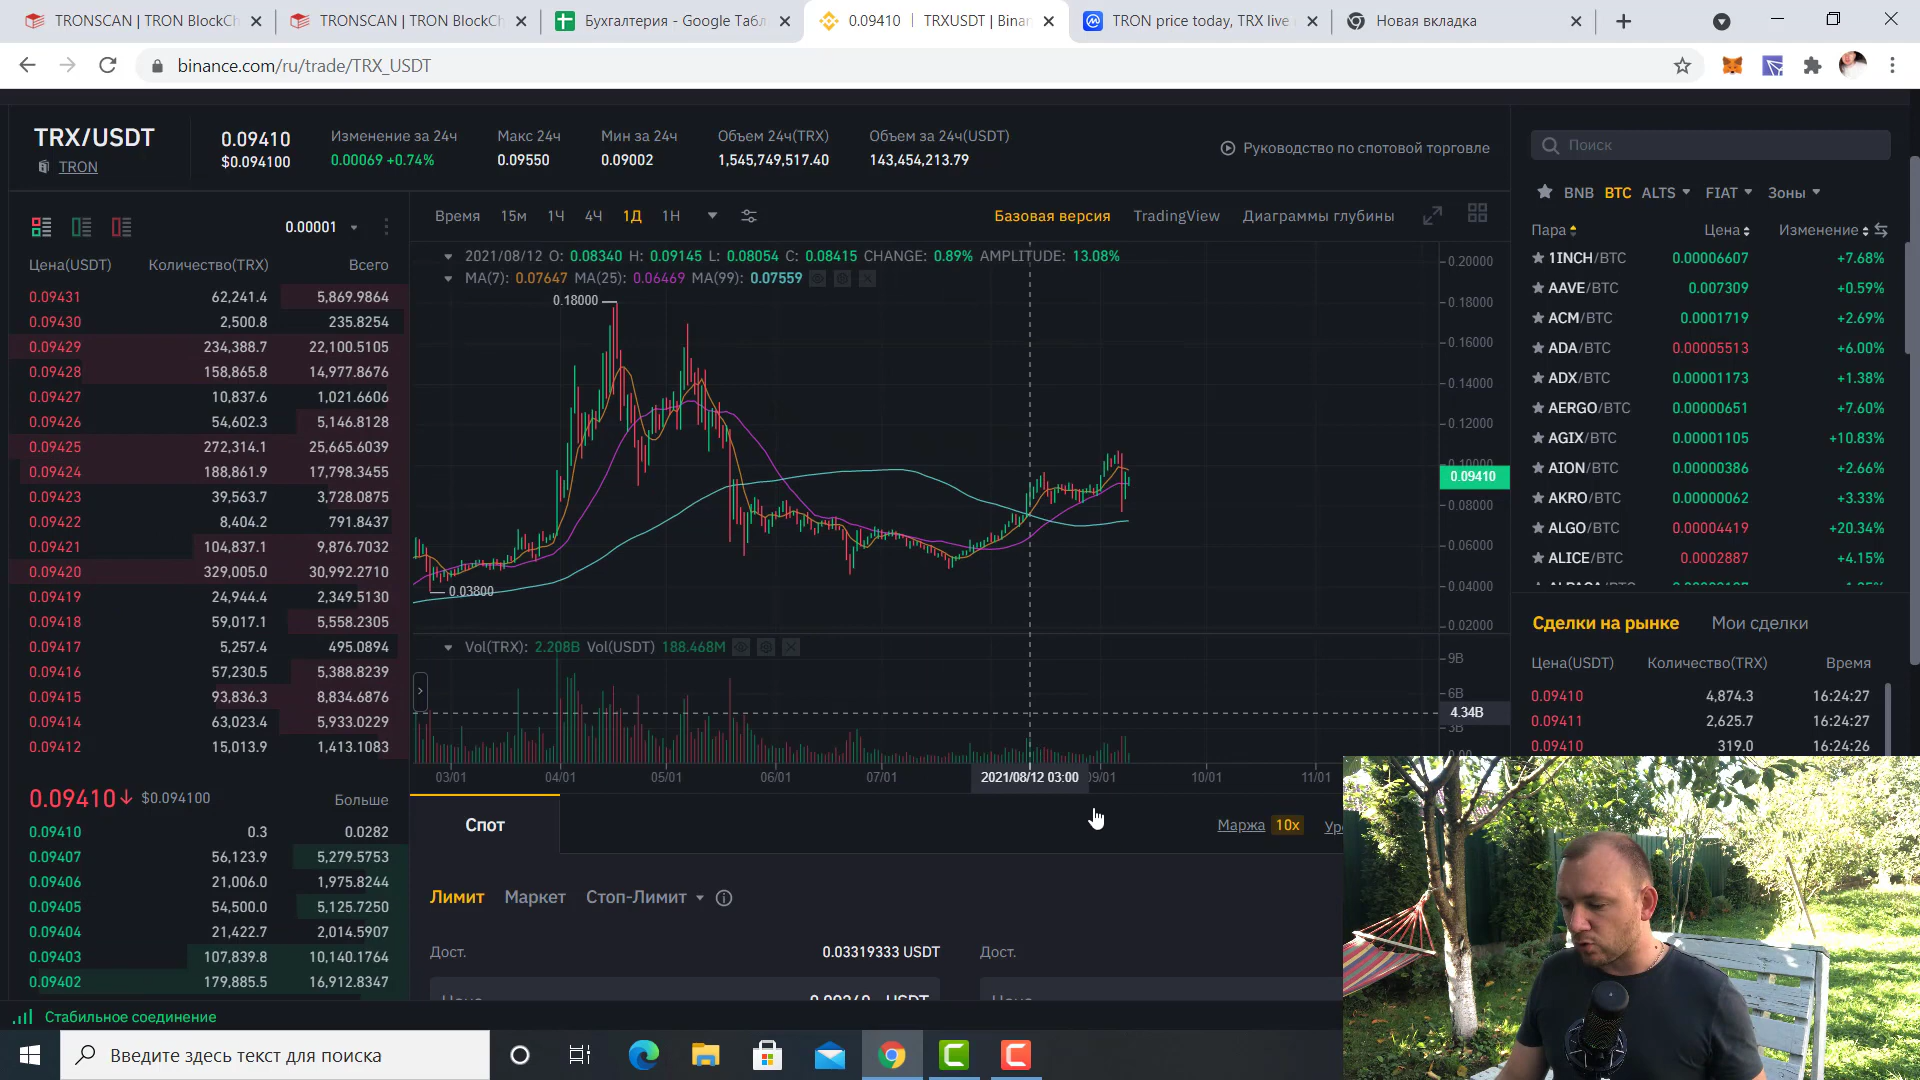 TRONSCAN | TRON BlockCh
TRONSCAN | TRON BlockCh
Бухгалтерия - Google Табл
0.09410 | TRXUSDT | Binan
TRON price today, TRX live
Новая вкладка
binance.com/ru/trade/TRX_USDT
TRX/USDT
TRON
0.09410
$0.094100
Изменение за 24ч
0.00069 +0.74%
Макс 24ч
0.09550
Мин за 24ч
0.09002
Объем 24ч(TRX)
1,545,749,517.40
Объем за 24ч(USDT)
143,454,213.79
Руководство по спотовой торговле
0.00001
Цена(USDT) Количество(TRX) Всего
0.09431 62,241.4 5,869.9864
0.09430 2,500.8 235.8254
0.09429 234,388.7 22,100.5105
0.09428 158,865.8 14,977.8676
0.09427 10,837.6 1,021.6606
0.09426 54,602.3 5,146.8128
0.09425 272,314.1 25,665.6039
0.09424 188,861.9 17,798.3455
0.09423 39,563.7 3,728.0875
0.09422 8,404.2 791.8437
0.09421 104,837.1 9,876.7032
0.09420 329,005.0 30,992.2710
0.09419 24,944.4 2,349.5130
0.09418 59,017.1 5,558.2305
0.09417 5,257.4 495.0894
0.09416 57,230.5 5,388.8239
0.09415 93,836.3 8,834.6876
0.09414 63,023.4 5,933.0229
0.09412 15,013.9 1,413.1083
0.09410↓ $0.094100 Больше
0.09410 0.3 0.0282
0.09407 56,123.9 5,279.5753
0.09406 21,006.0 1,975.8244
0.09405 54,500.0 5,125.7250
0.09404 21,422.7 2,014.5907
0.09403 107,839.8 10,140.1764
0.09402 179,885.5 16,912.8347
Время 15м 1Ч 4Ч 1Д 1Н
Базовая версия TradingView Диаграммы глубины
2021/08/12 O: 0.08340 H: 0.09145 L: 0.08054 C: 0.08415 CHANGE: 0.89% AMPLITUDE: 13.08%
MA(7): 0.07647 MA(25): 0.06469 MA(99): 0.07559
0.18000
0.03800
0.20000
0.18000
0.16000
0.14000
0.12000
0.10000
0.09410
0.08000
0.06000
0.04000
0.02000
Vol(TRX): 2.208B Vol(USDT) 188.468M
9B
6B
4.34B
3B
0.00
03/01 04/01 05/01 06/01 07/01 2021/08/12 03:00 09/01 10/01 11/01
Спот
Маржа 10x
Лимит Маркет Стоп-Лимит
Дост. 0.03319333 USDT Дост.
Поиск
BNB BTC ALTS FIAT Зоны
Пара Цена Изменение
1INCH/BTC 0.00006607 +7.68%
AAVE/BTC 0.007309 +0.59%
ACM/BTC 0.0001719 +2.69%
ADA/BTC 0.00005513 +6.00%
ADX/BTC 0.00001173 +1.38%
AERGO/BTC 0.00000651 +7.60%
AGIX/BTC 0.00001105 +10.83%
AION/BTC 0.00000386 +2.66%
AKRO/BTC 0.00000062 +3.33%
ALGO/BTC 0.00004419 +20.34%
ALICE/BTC 0.0002887 +4.15%
Сделки на рынке Мои сделки
Цена(USDT) Количество(TRX) Время
0.09410 4,874.3 16:24:27
0.09411 2,625.7 16:24:27
0.09410 319.0 16:24:26
Стабильное соединение
Введите здесь текст для поиска